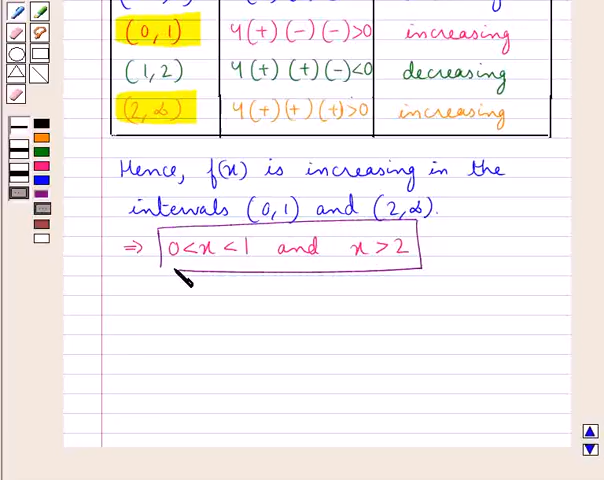 (0, 1) 4(+)(-)(-)>0 increasing
(1, 2) 4(+)(+)(-)<0 decreasing
(2, ∞) 4(+)(+)(+)>0 increasing
Hence, f(x) is increasing in the
intervals (0, 1) and (2, ∞).
⇒ 0<x<1 and x>2